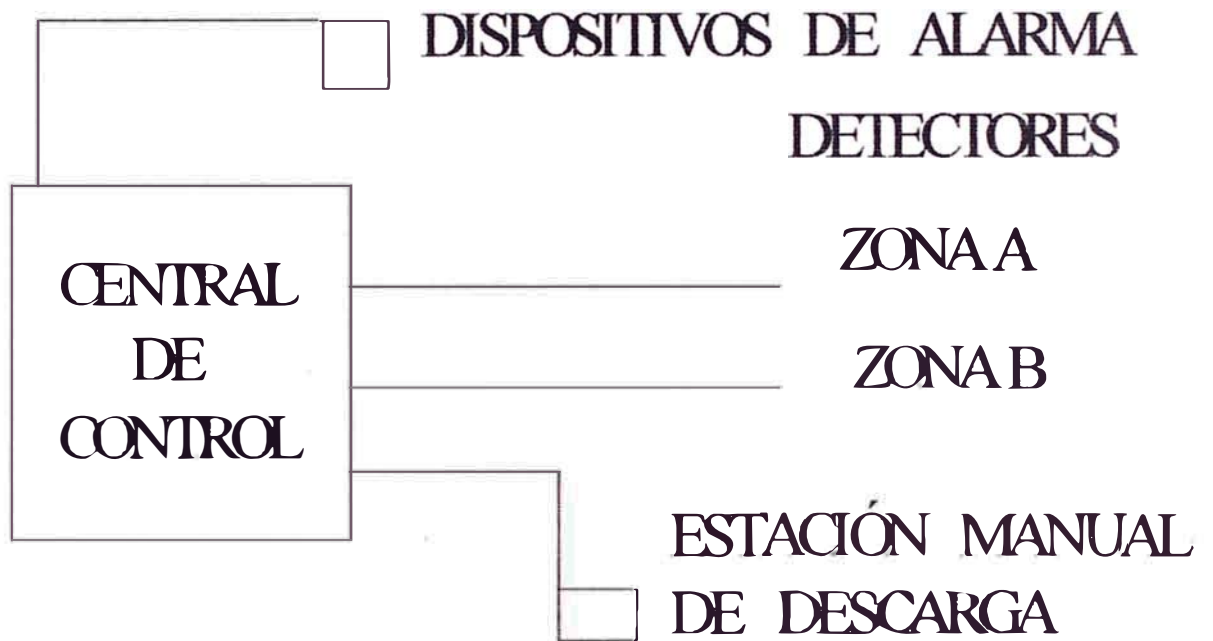 DISPOSITIVOS DE ALARMA
DETECTORES
ZONA A
ZONA B
CENTRAL
DE
CONTROL
ESTACIÓN MANUAL
DE DESCARGA